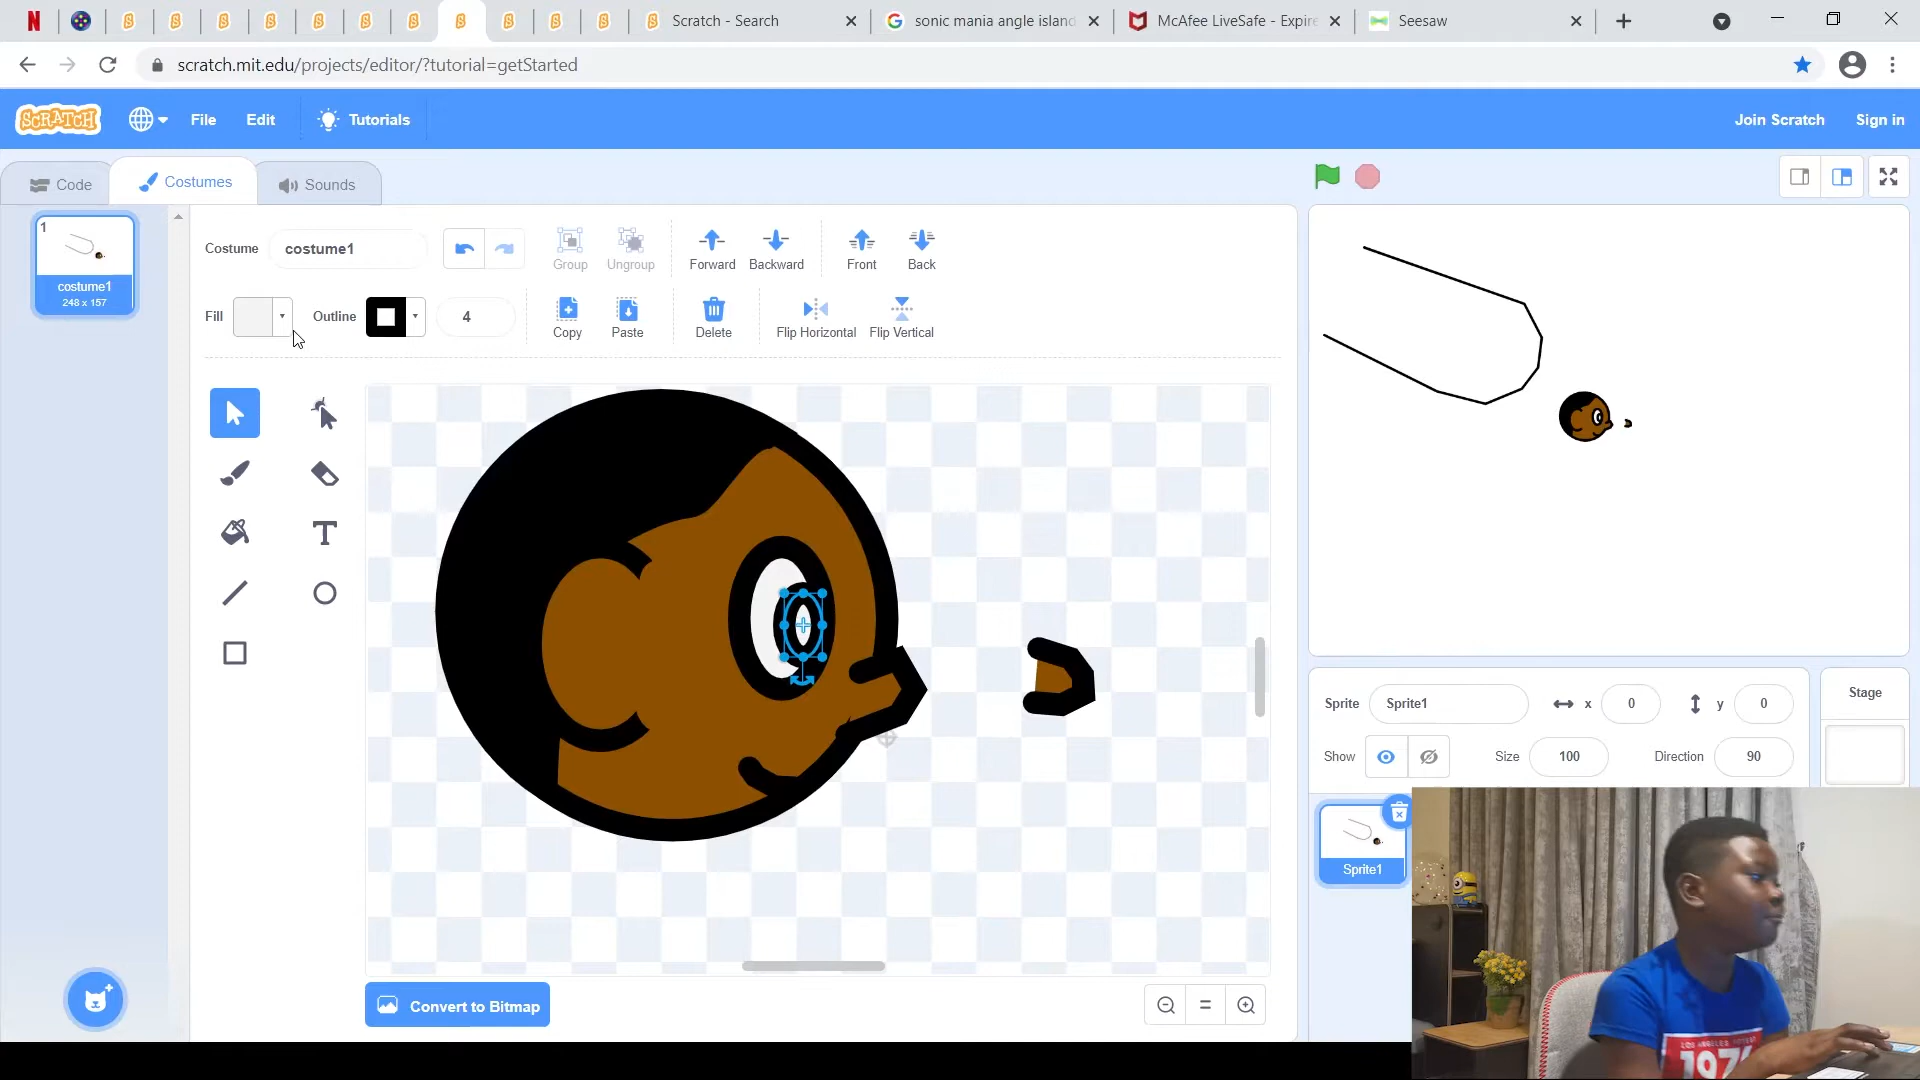 N
Scratch - Search
sonic mania angle island
McAfee LiveSafe - Expire
Seesaw
scratch.mit.edu/projects/editor/?tutorial=getStarted
SCRATCH
File
Edit
Tutorials
Join Scratch
Sign in
Code
Costumes
Sounds
1
costume1
248 x 157
Costume
costume1
Group
Ungroup
Forward
Backward
Front
Back
Fill
Outline
4
Copy
Paste
Delete
Flip Horizontal
Flip Vertical
T
Convert to Bitmap
Sprite
Sprite1
x
0
y
0
Show
Size
100
Direction
90
Stage
Sprite1
LOS ANGELES